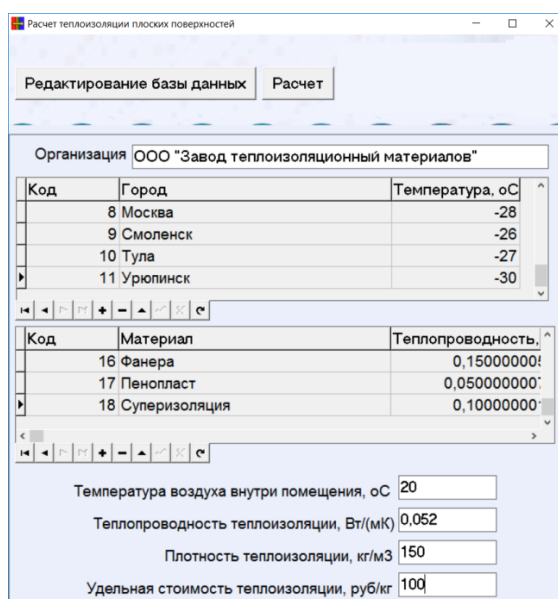 Расчет теплоизоляции плоских поверхностей
Редактирование базы данных Расчет
Организация ООО "Завод теплоизоляционный материалов"
Код Город Температура, оС
8 Москва -28
9 Смоленск -26
10 Тула -27
11 Урюпинск -30
Код Материал Теплопроводность,
16 Фанера 0,150000005
17 Пенопласт 0,0500000007
18 Суперизоляция 0,10000000
Температура воздуха внутри помещения, оС 20
Теплопроводность теплоизоляции, Вт/(мК) 0,052
Плотность теплоизоляции, кг/м3 150
Удельная стоимость теплоизоляции, руб/кг 100